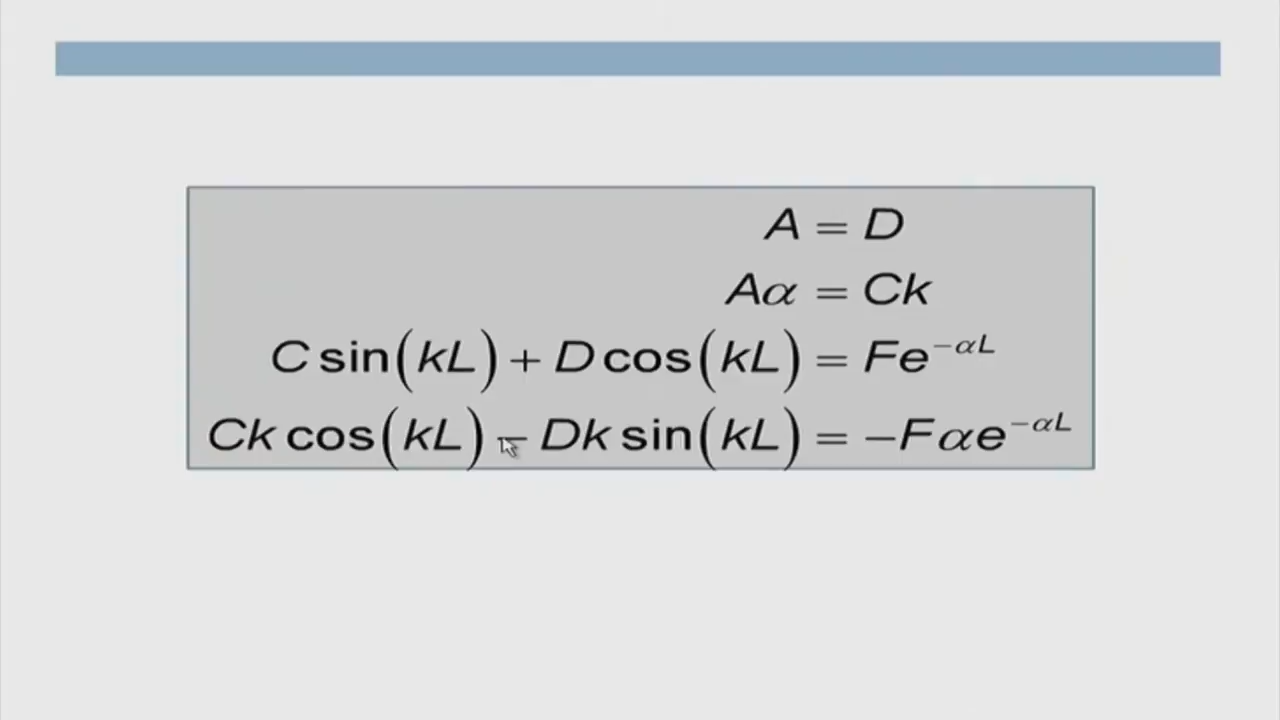 A = D
Aα = Ck
C sin(kL) + D cos(kL) = Fe^{-αL}
Ck cos(kL) − Dk sin(kL) = −Fαe^{-αL}